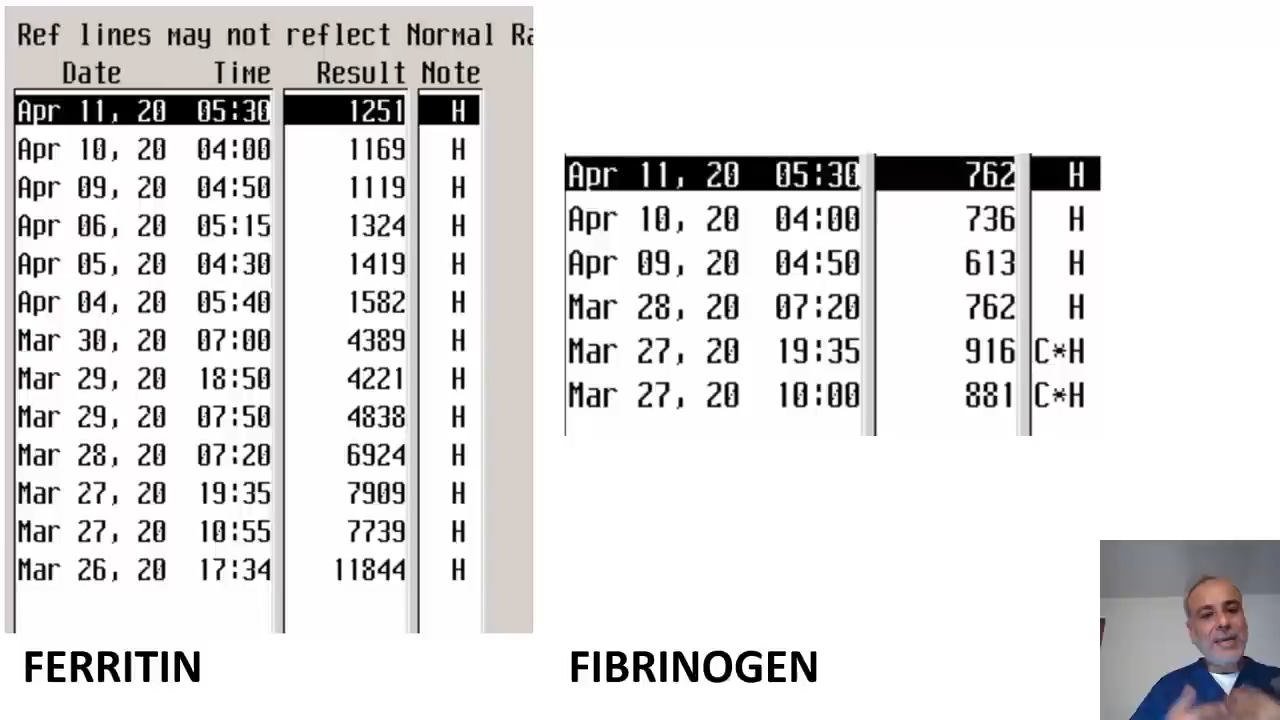 Ref lines may not reflect Normal Ra
Date Time Result Note
Apr 11, 20 05:30 1251 H
Apr 10, 20 04:00 1169 H
Apr 09, 20 04:50 1119 H
Apr 06, 20 05:15 1324 H
Apr 05, 20 04:30 1419 H
Apr 04, 20 05:40 1582 H
Mar 30, 20 07:00 4389 H
Mar 29, 20 18:50 4221 H
Mar 29, 20 07:50 4838 H
Mar 28, 20 07:20 6924 H
Mar 27, 20 19:35 7909 H
Mar 27, 20 10:55 7739 H
Mar 26, 20 17:34 11844 H
FERRITIN
Apr 11, 20 05:30 762 H
Apr 10, 20 04:00 736 H
Apr 09, 20 04:50 613 H
Mar 28, 20 07:20 762 H
Mar 27, 20 19:35 916 C*H
Mar 27, 20 10:00 881 C*H
FIBRINOGEN